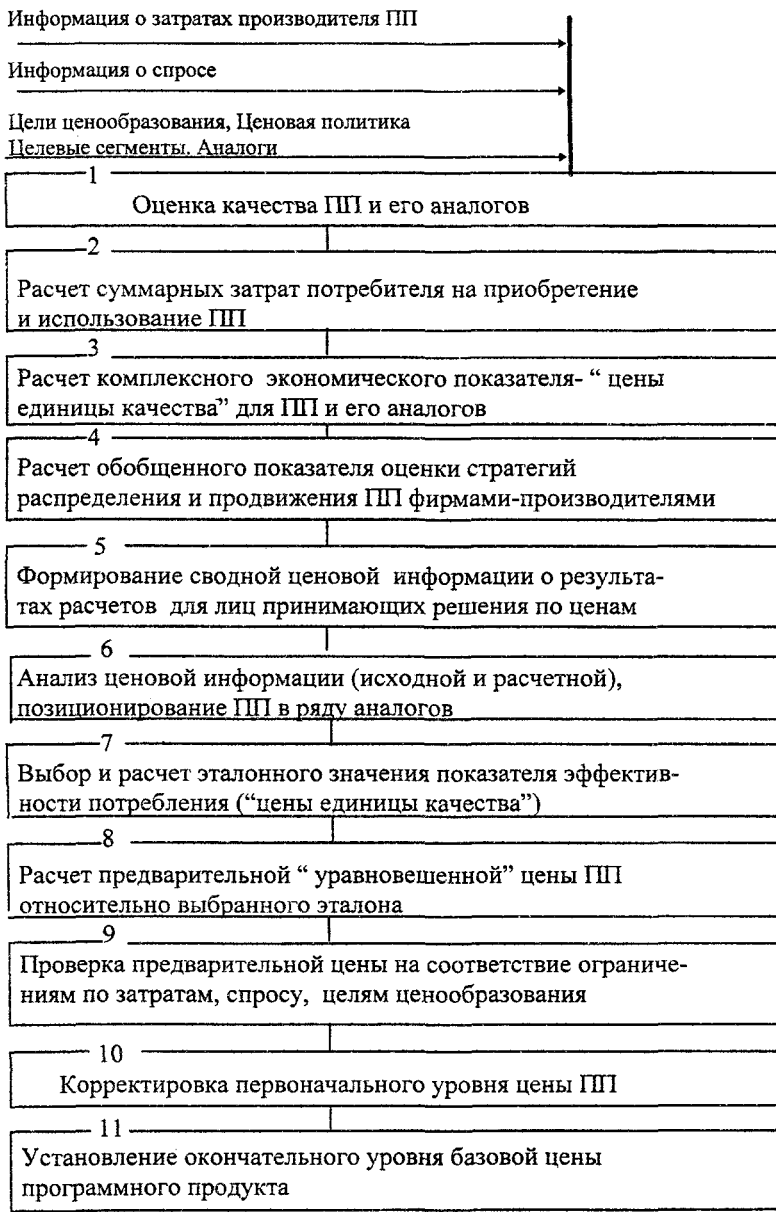 Информация о затратах производителя ПП
Информация о спросе
Цели ценообразования, Ценовая политика
Целевые сегменты. Аналоги
1
Оценка качества ПП и его аналогов
2
Расчет суммарных затрат потребителя на приобретение
и использование ПП
3
Расчет комплексного экономического показателя- “ цены
единицы качества” для ПП и его аналогов
4
Расчет обобщенного показателя оценки стратегий
распределения и продвижения ПП фирмами-производителями
5
Формирование сводной ценовой информации о результа-
тах расчетов для лиц принимающих решения по ценам
6
Анализ ценовой информации (исходной и расчетной),
позиционирование ПП в ряду аналогов
7
Выбор и расчет эталонного значения показателя эффектив-
ности потребления (“цены единицы качества”)
8
Расчет предварительной “ уравновешенной” цены ПП
относительно выбранного эталона
9
Проверка предварительной цены на соответствие ограниче-
ниям по затратам, спросу, целям ценообразования
10
Корректировка первоначального уровня цены ПП
11
Установление окончательного уровня базовой цены
программного продукта